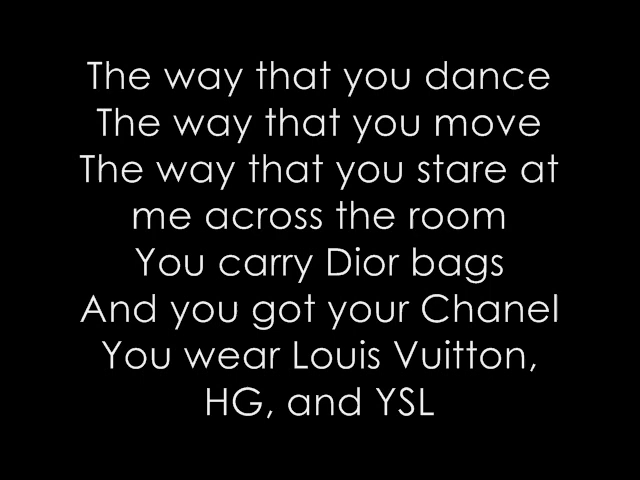 The way that you dance
The way that you move
The way that you stare at
me across the room
You carry Dior bags
And you got your Chanel
You wear Louis Vuitton,
HG, and YSL